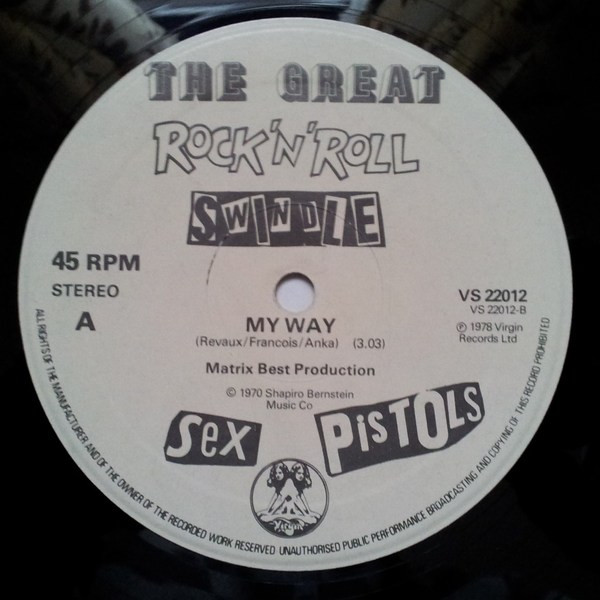 THE GREAT
ROCK'N'ROLL
SWINDLE
45 RPM
STEREO
A
VS 22012
VS 22012-B
℗ 1978 Virgin
Records Ltd
MY WAY
(Revaux/Francois/Anka) (3.03)
Matrix Best Production
© 1970 Shapiro Bernstein
Music Co
SEX PISTOLS
Virgin
ALL RIGHTS OF THE MANUFACTURER AND OF THE OWNER OF THE RECORDED WORK RESERVED UNAUTHORISED PUBLIC PERFORMANCE BROADCASTING AND COPYING OF THIS RECORD PROHIBITED